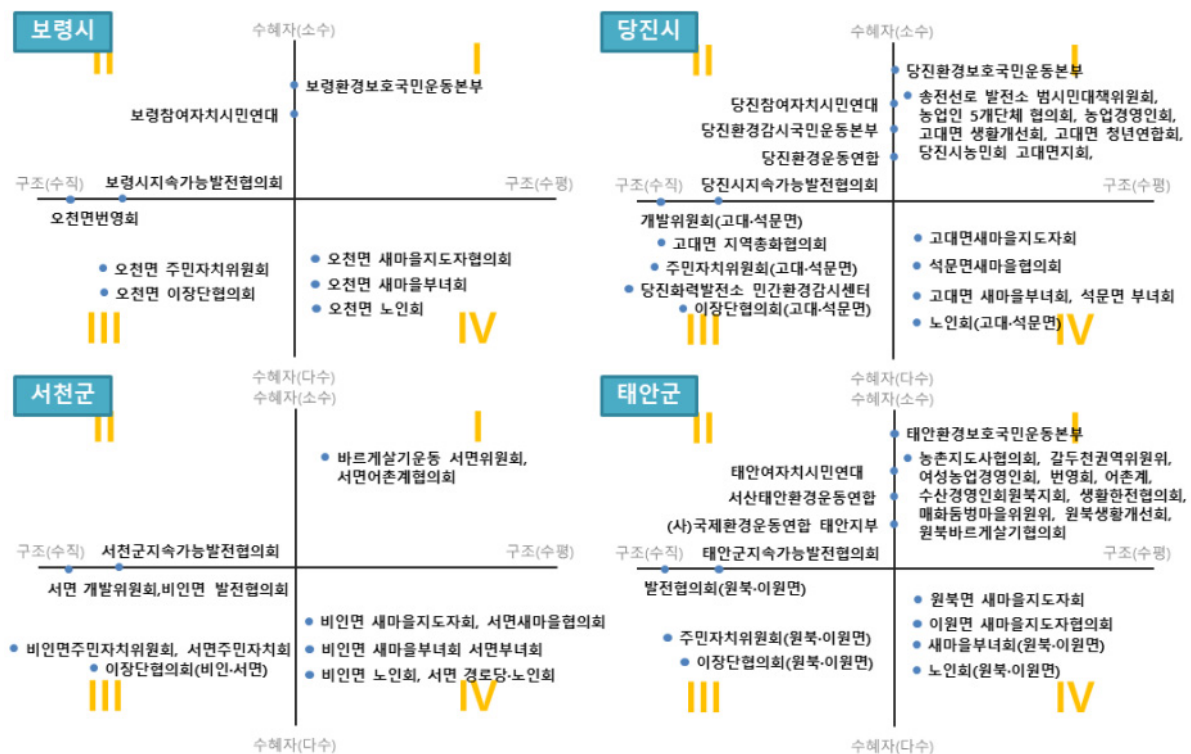 보령시
수혜자(소수)
II
I
보령환경보호국민운동본부
보령참여자치시민연대
구조(수직)
보령시지속가능발전협의회
구조(수평)
오천면번영회
오천면 주민자치위원회
오천면 이장단협의회
오천면 새마을지도자협의회
오천면 새마을부녀회
오천면 노인회
III
IV
수혜자(다수)
당진시
수혜자(소수)
II
I
당진환경보호국민운동본부
당진참여자치시민연대
당진환경감시국민운동본부
당진환경운동연합
송전선로 발전소 범시민대책위원회,
농업인 5개단체 협의회, 농업경영인회,
고대면 생활개선회, 고대면 청년연합회,
당진시농민회 고대면지회,
구조(수직)
당진시지속가능발전협의회
구조(수평)
개발위원회(고대·석문면)
고대면 지역총화협의회
주민자치위원회(고대·석문면)
당진화력발전소 민간환경감시센터
이장단협의회(고대·석문면)
고대면새마을지도자회
석문면새마을협의회
고대면 새마을부녀회, 석문면 부녀회
노인회(고대·석문면)
III
IV
수혜자(다수)
서천군
수혜자(소수)
II
I
바르게살기운동 서면위원회,
서면어촌계협의회
구조(수직)
서천군지속가능발전협의회
구조(수평)
서면 개발위원회,비인면 발전협의회
비인면주민자치위원회, 서면주민자치회
이장단협의회(비인·서면)
비인면 새마을지도자회, 서면새마을협의회
비인면 새마을부녀회 서면부녀회
비인면 노인회, 서면 경로당·노인회
III
IV
수혜자(다수)
태안군
수혜자(소수)
II
I
태안환경보호국민운동본부
태안여자치시민연대
서산태안환경운동연합
(사)국제환경운동연합 태안지부
농촌지도사협의회, 갈두천권역위원위,
여성농업경영인회, 번영회, 어촌계,
수산경영인회원북지회, 생활한전협의회,
매화둠벙마을위원위, 원북생활개선회,
원북바르게살기협의회
구조(수직)
태안군지속가능발전협의회
구조(수평)
발전협의회(원북·이원면)
주민자치위원회(원북·이원면)
이장단협의회(원북·이원면)
원북면 새마을지도자회
이원면 새마을지도자협의회
새마을부녀회(원북·이원면)
노인회(원북·이원면)
III
IV
수혜자(다수)